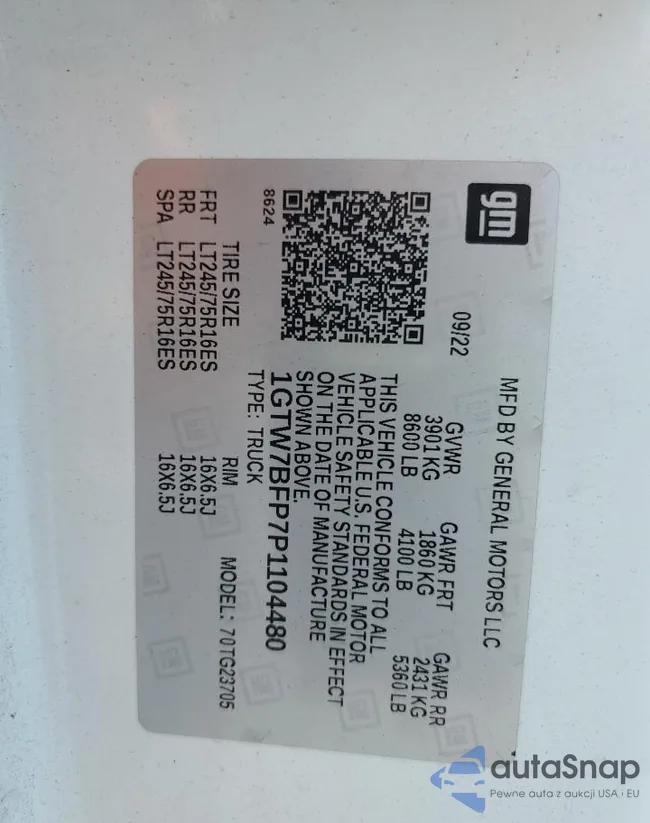 gm
MFD BY GENERAL MOTORS LLC
09/22
GVWR GAWR FRT GAWR RR
3901 KG 1860 KG 2431 KG
8600 LB 4100 LB 5360 LB
THIS VEHICLE CONFORMS TO ALL
APPLICABLE U.S. FEDERAL MOTOR
VEHICLE SAFETY STANDARDS IN EFFECT
ON THE DATE OF MANUFACTURE
SHOWN ABOVE.
1GTW7BFP7P1104480
TYPE: TRUCK
8624
MODEL: 70TG23705
TIRE SIZE RIM
FRT LT245/75R16ES 16X6.5J
RR LT245/75R16ES 16X6.5J
SPA LT245/75R16ES 16X6.5J
autaSnap
Pewne auta z aukcji USA i EU